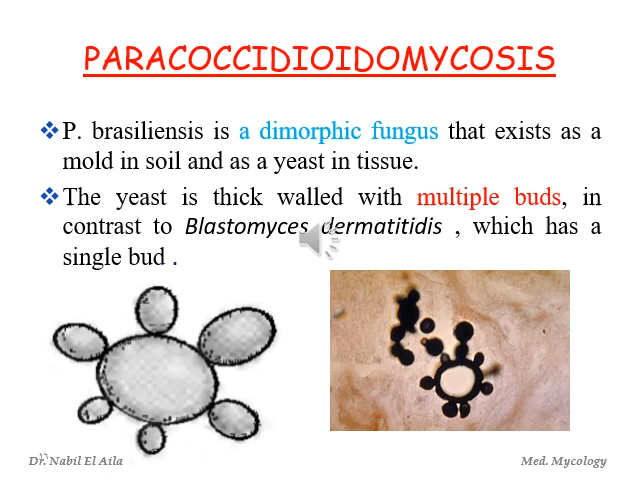 PARACOCCIDIOIDOMYCOSIS
P. brasiliensis is a dimorphic fungus that exists as a
mold in soil and as a yeast in tissue.
The yeast is thick walled with multiple buds, in
contrast to Blastomyces dermatitidis , which has a
single bud .
Dr. Nabil El Aila
Med. Mycology